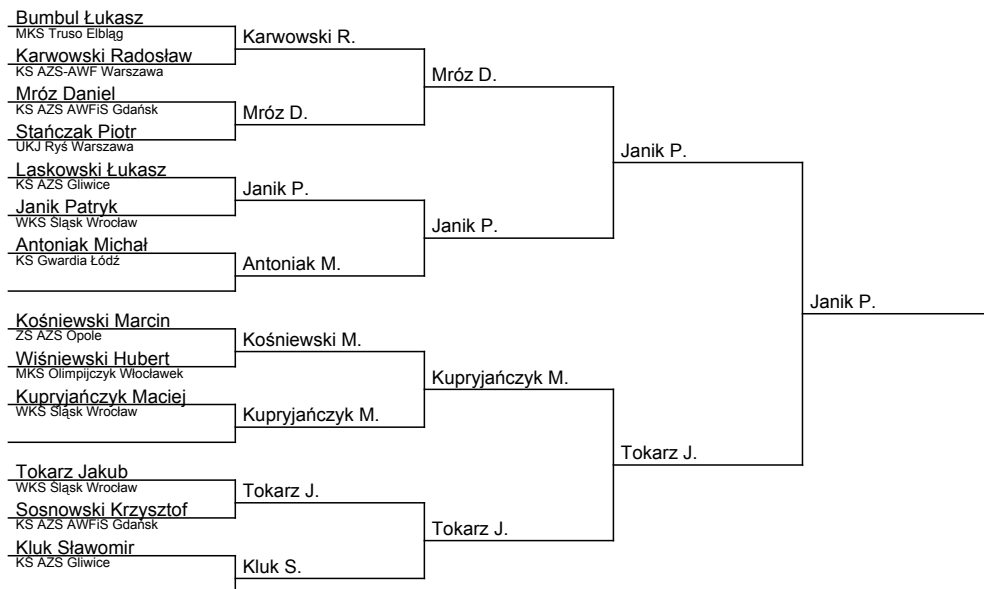 Bumbul Łukasz
MKS Truso Elbląg
Karwowski Radosław
KS AZS-AWF Warszawa
Mróz Daniel
KS AZS AWFiS Gdańsk
Stańczak Piotr
UKJ Ryś Warszawa
Laskowski Łukasz
KS AZS Gliwice
Janik Patryk
WKS Śląsk Wrocław
Antoniak Michał
KS Gwardia Łódź
Kośniewski Marcin
ZS AZS Opole
Wiśniewski Hubert
MKS Olimpijczyk Włocławek
Kupryjańczyk Maciej
WKS Śląsk Wrocław
Tokarz Jakub
WKS Śląsk Wrocław
Sosnowski Krzysztof
KS AZS AWFiS Gdańsk
Kluk Sławomir
KS AZS Gliwice
Karwowski R.
Mróz D.
Janik P.
Antoniak M.
Kośniewski M.
Kupryjańczyk M.
Tokarz J.
Kluk S.
Mróz D.
Janik P.
Kupryjańczyk M.
Tokarz J.
Janik P.
Tokarz J.
Janik P.